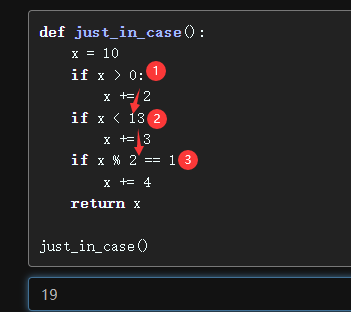 def just_in_case():
    x = 10
    if x > 0: 1
        x += 2
    if x < 13 2
        x += 3
    if x % 2 == 1 3
        x += 4
    return x

just_in_case()
19